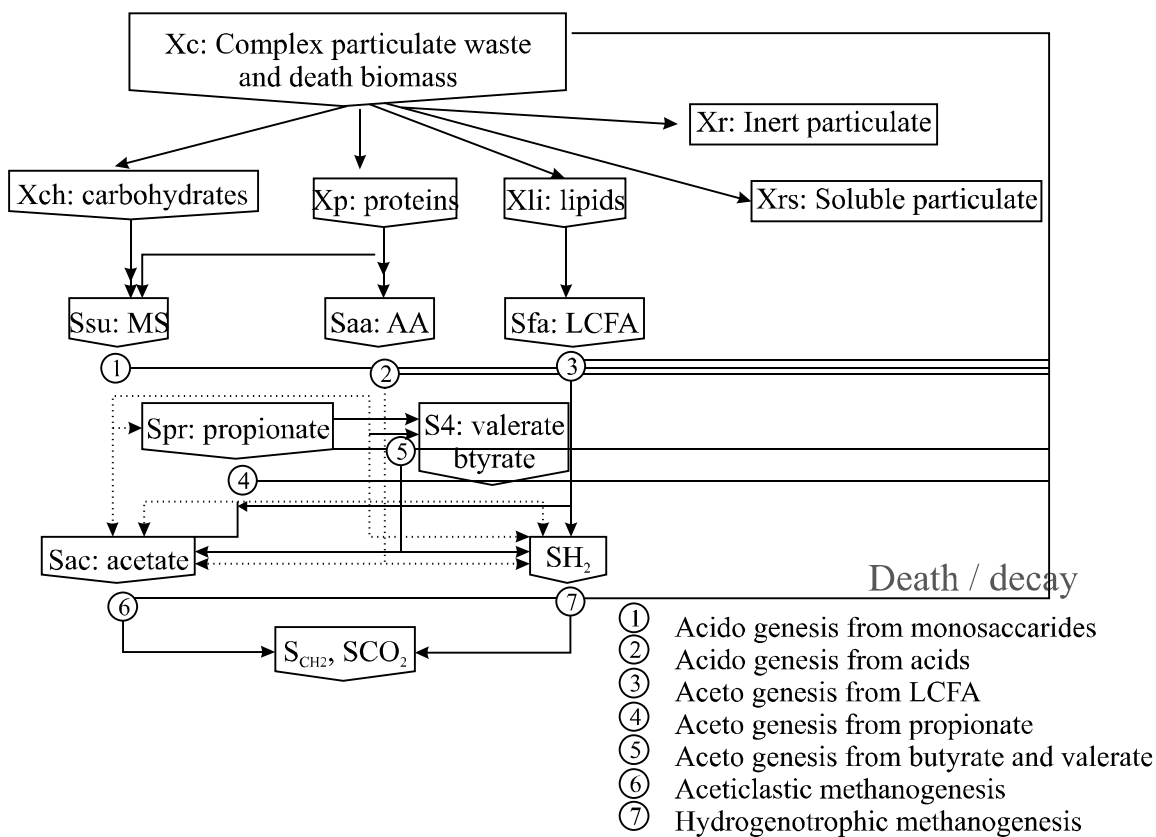 Xc: Complex particulate waste
and death biomass
Xr: Inert particulate
Xch: carbohydrates
Xp: proteins
Xli: lipids
Xrs: Soluble particulate
Ssu: MS
Saa: AA
Sfa: LCFA
1
2
3
Spr: propionate
S4: valerate
btyrate
5
4
Sac: acetate
SH2
Death / decay
6
7
SCH2, SCO2
1 Acido genesis from monosaccarides
2 Acido genesis from acids
3 Aceto genesis from LCFA
4 Aceto genesis from propionate
5 Aceto genesis from butyrate and valerate
6 Aceticlastic methanogenesis
7 Hydrogenotrophic methanogenesis